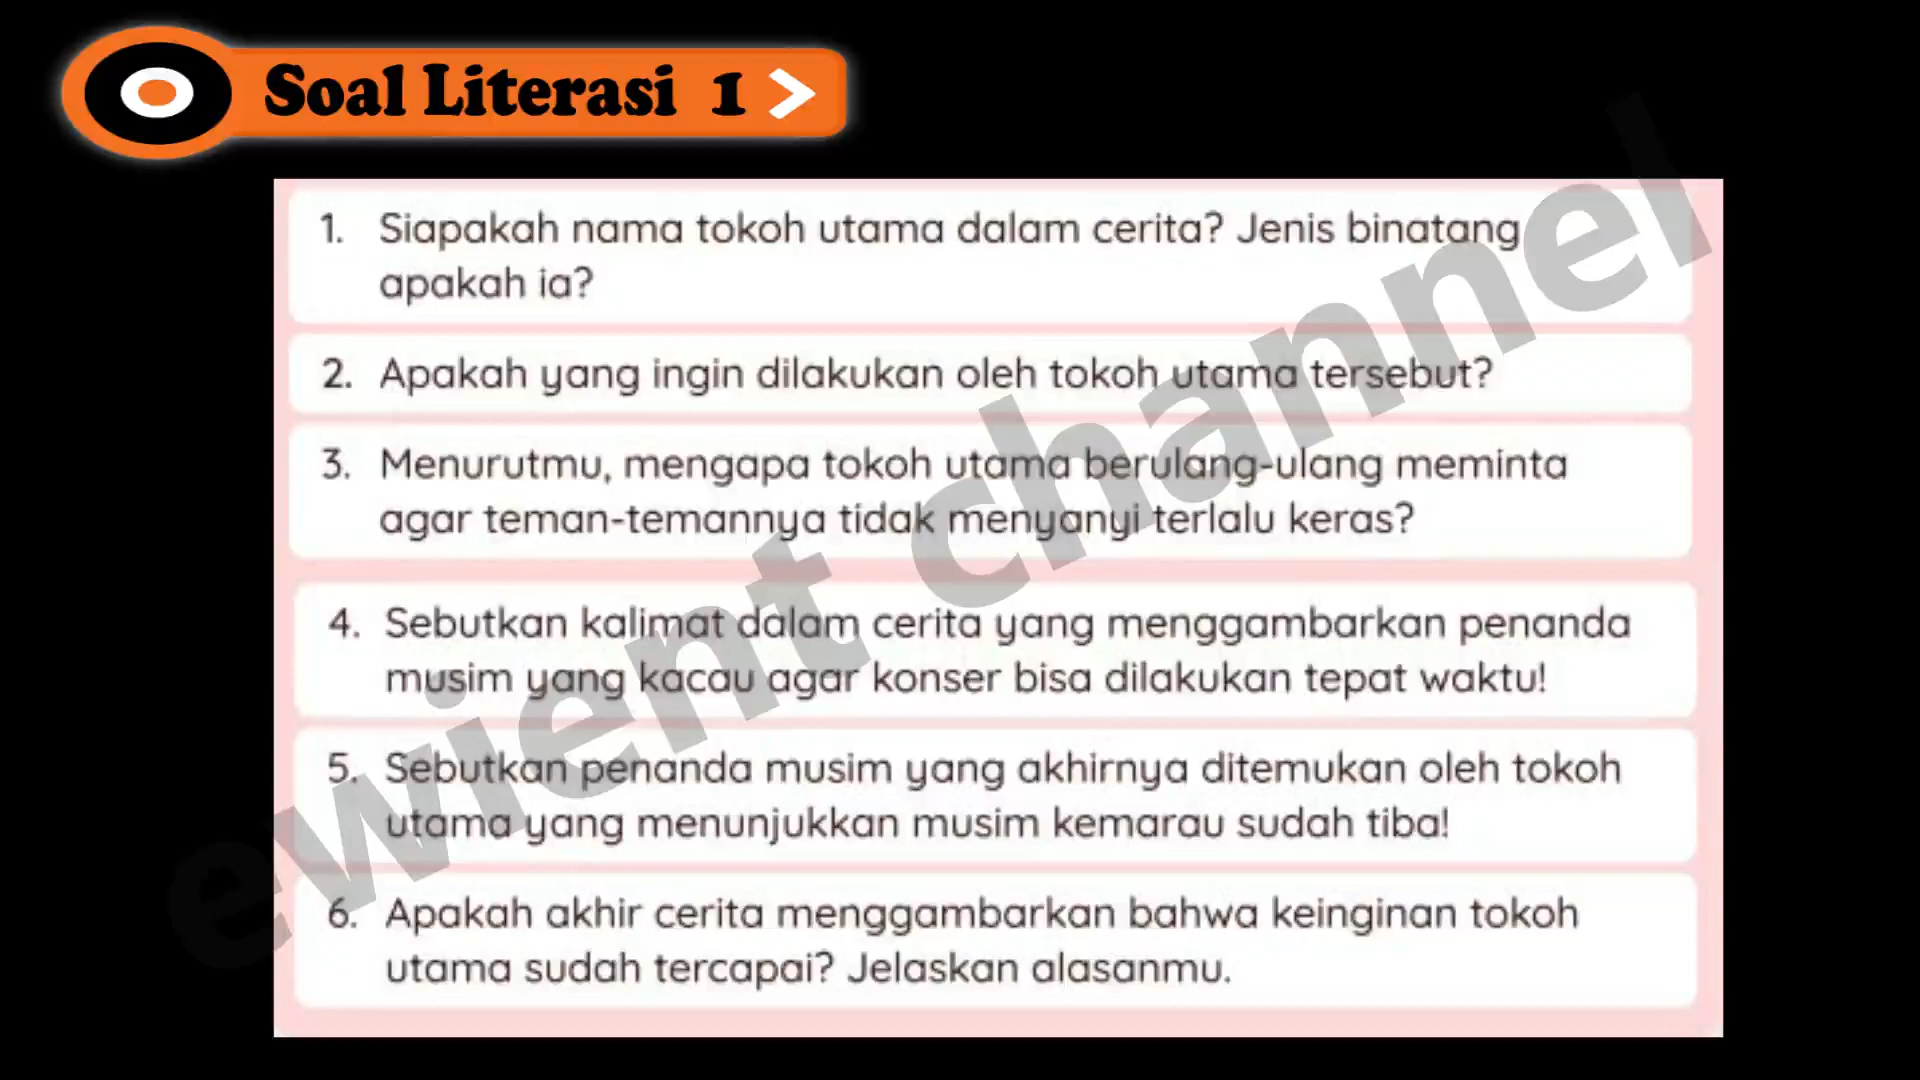 Soal Literasi 1
1. Siapakah nama tokoh utama dalam cerita? Jenis binatang
apakah ia?
2. Apakah yang ingin dilakukan oleh tokoh utama tersebut?
3. Menurutmu, mengapa tokoh utama berulang-ulang meminta
agar teman-temannya tidak menyanyi terlalu keras?
4. Sebutkan kalimat dalam cerita yang menggambarkan penanda
musim yang kacau agar konser bisa dilakukan tepat waktu!
5. Sebutkan penanda musim yang akhirnya ditemukan oleh tokoh
utama yang menunjukkan musim kemarau sudah tiba!
6. Apakah akhir cerita menggambarkan bahwa keinginan tokoh
utama sudah tercapai? Jelaskan alasanmu.
ewient channel